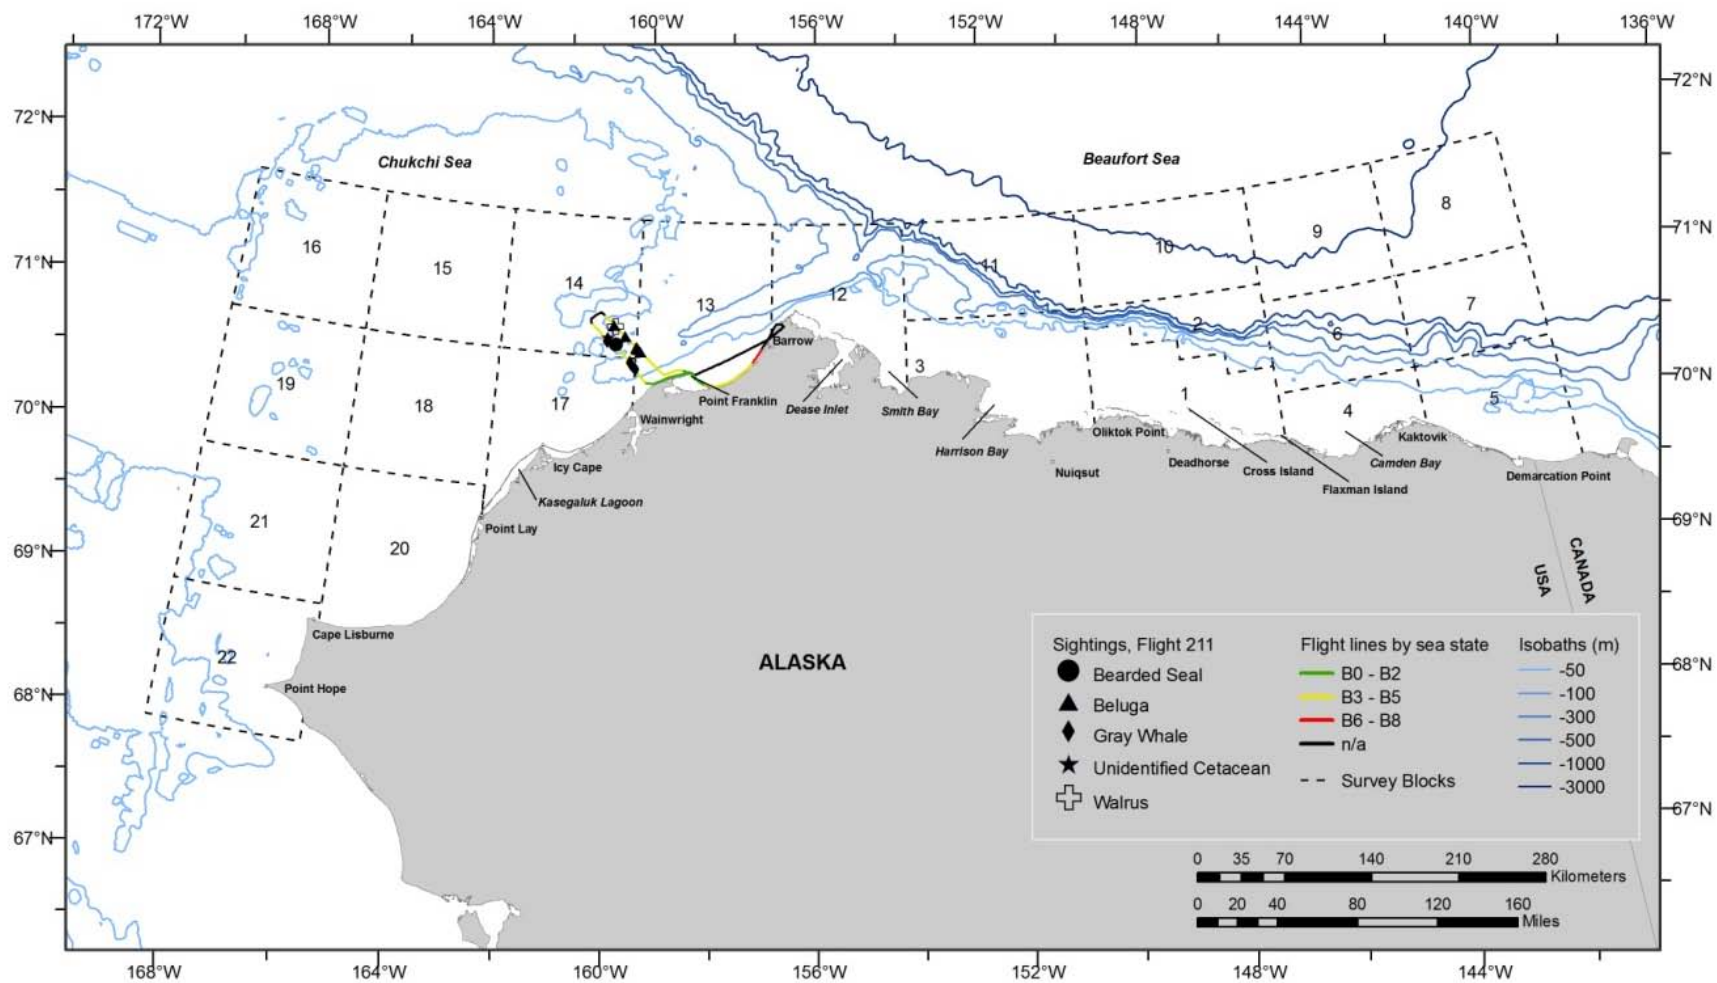 172°W 168°W 164°W 160°W 156°W 152°W 148°W 144°W 140°W 136°W
72°N 72°N
Chukchi Sea Beaufort Sea
8
9
16 10 71°N
71°N 15 11
14 12
13 7
2 6
Barrow
3 70°N
19 1 5
70°N 18 17 Point Franklin Dease Inlet Smith Bay 4
Wainwright Oliktok Point Kaktovik
Harrison Bay
Icy Cape Nuiqsut Deadhorse Cross Island Camden Bay
Demarcation Point
Kasegaluk Lagoon Flaxman Island
21 Point Lay 69°N
69°N 20 CANADA
USA
Cape Lisburne
22 68°N
68°N Point Hope
ALASKA
67°N 67°N
Sightings, Flight 211
Bearded Seal
Beluga
Gray Whale
Unidentified Cetacean
Walrus
Flight lines by sea state
B0 - B2
B3 - B5
B6 - B8
n/a
Survey Blocks
Isobaths (m)
-50
-100
-300
-500
-1000
-3000
0 35 70 140 210 280
Kilometers
0 20 40 80 120 160
Miles
168°W 164°W 160°W 156°W 152°W 148°W 144°W